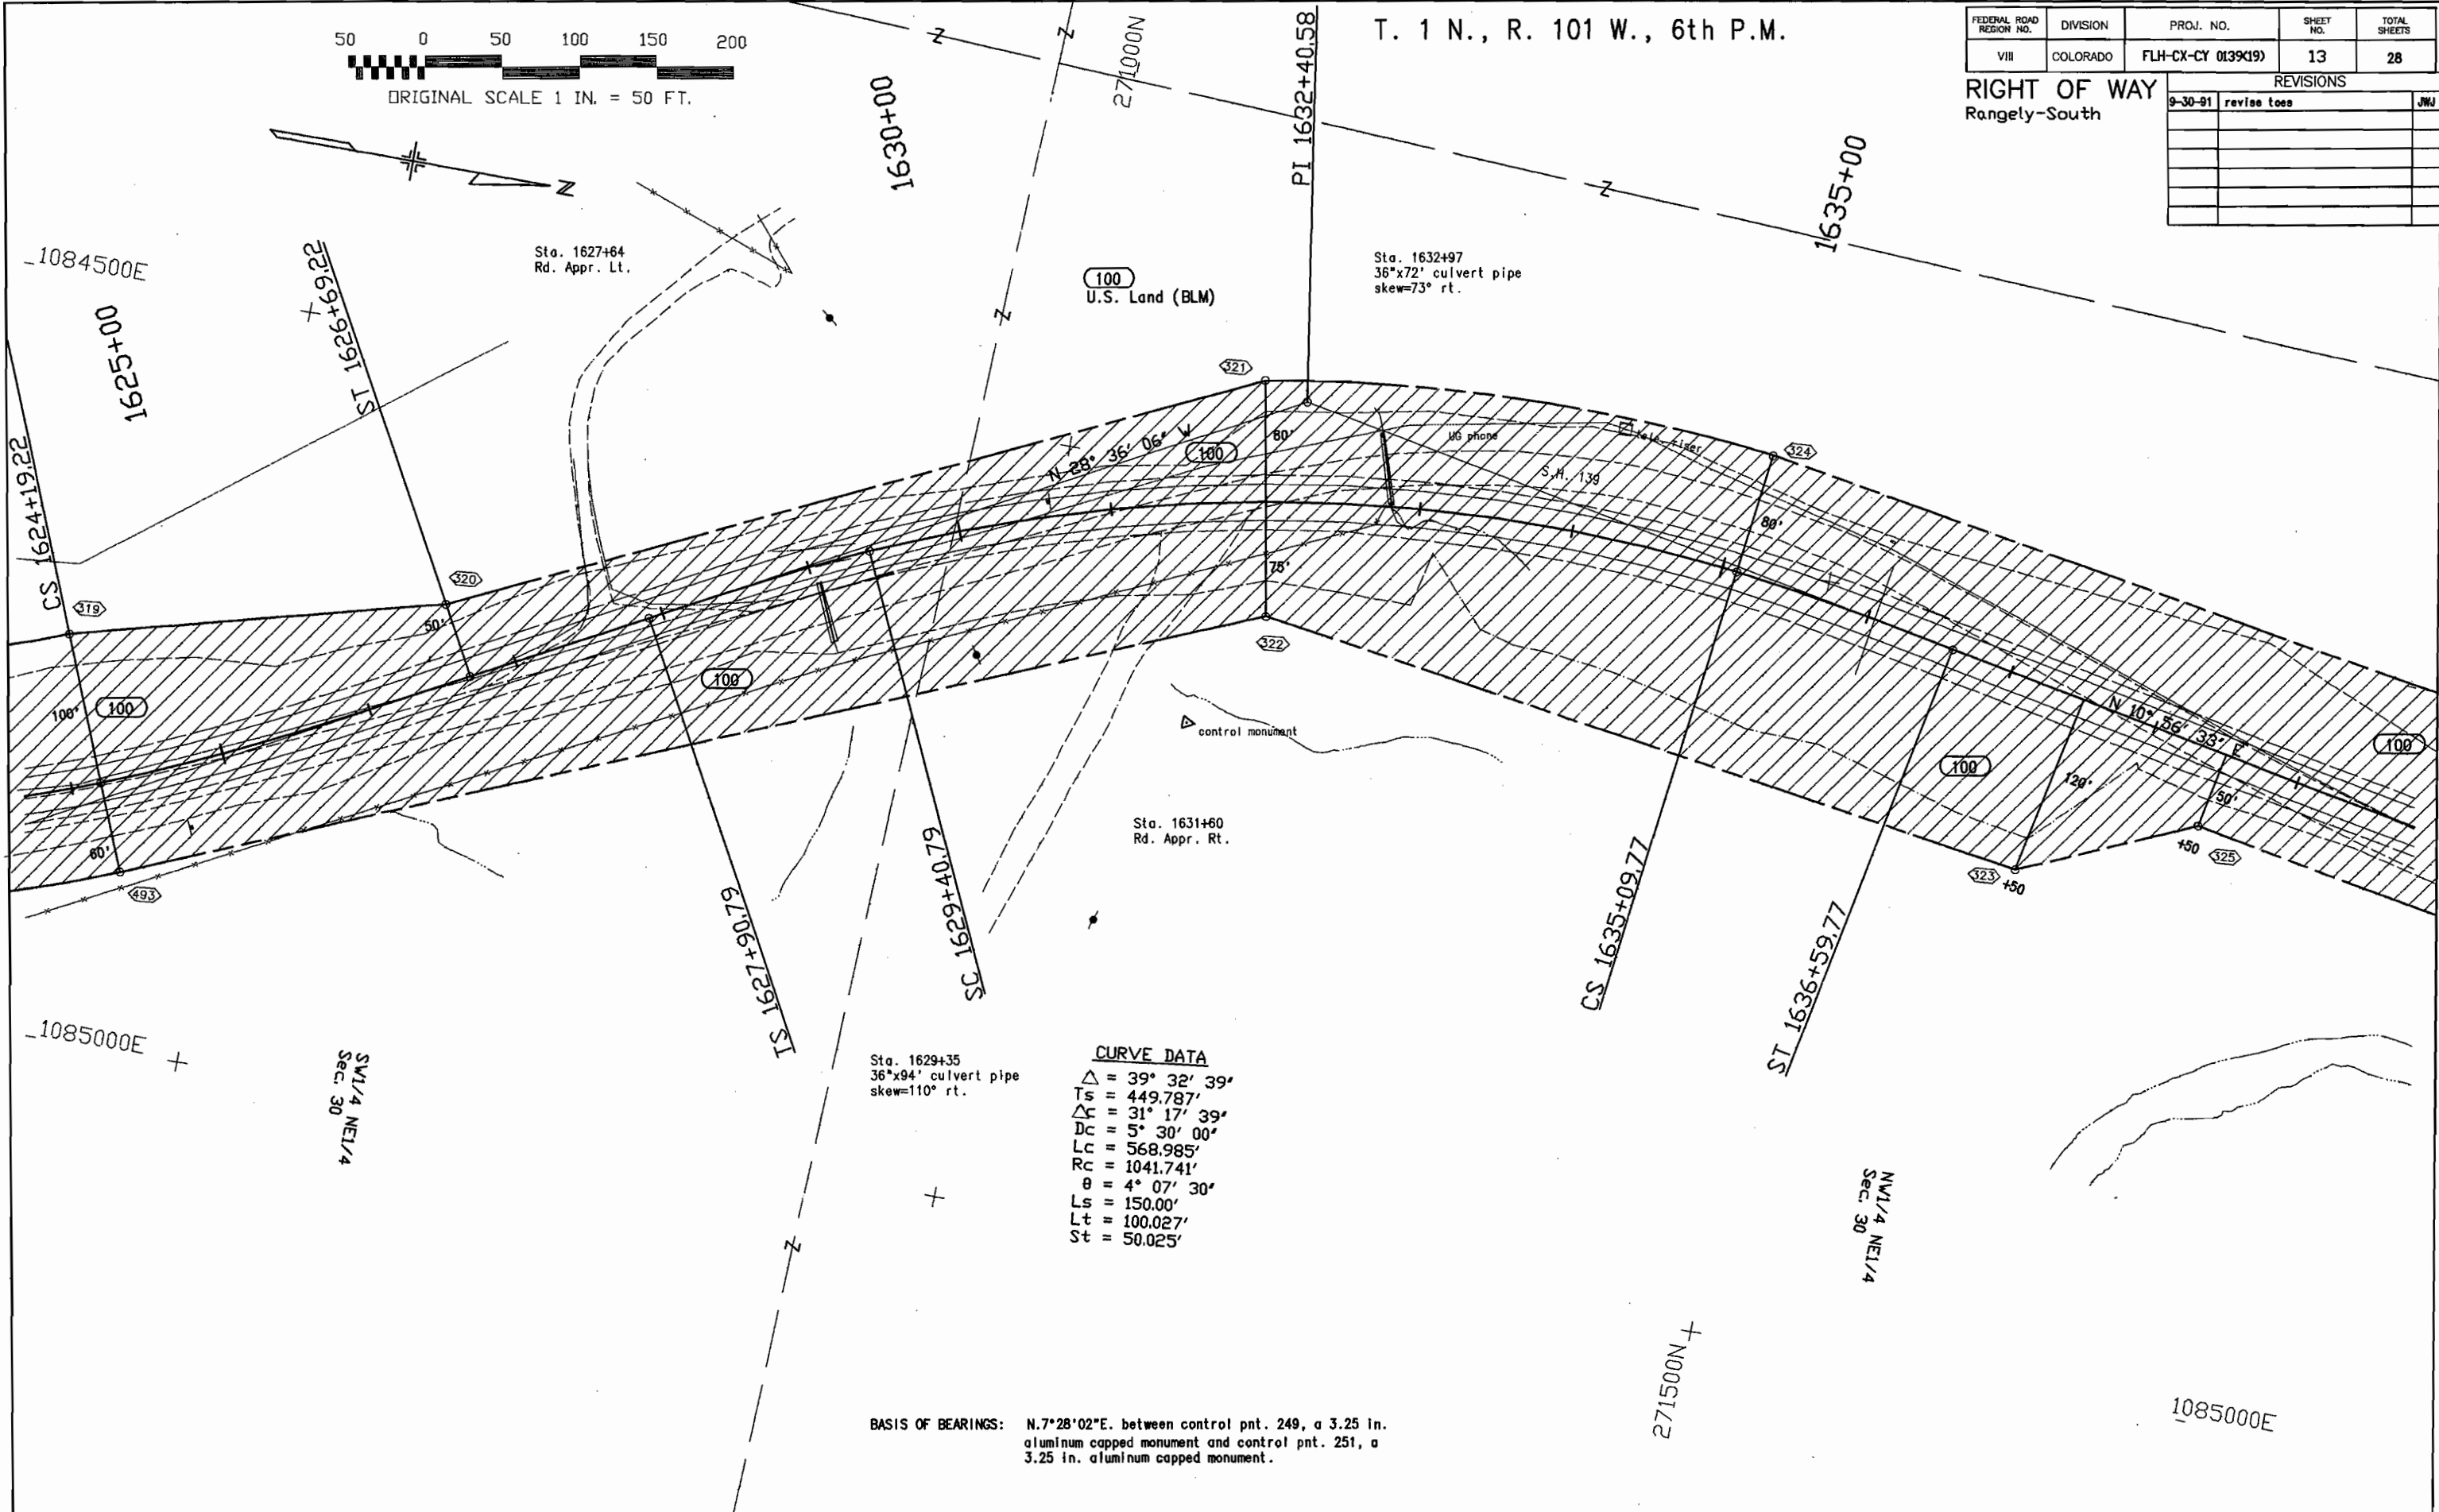 50 0 50 100 150 200
ORIGINAL SCALE 1 IN. = 50 FT.
T. 1 N., R. 101 W., 6th P.M.
FEDERAL ROAD REGION NO. DIVISION PROJ. NO. SHEET NO. TOTAL SHEETS
VIII COLORADO FLH-CX-CY 0139(19) 13 28
RIGHT OF WAY
Rangely-South
REVISIONS
9-30-91 revise toes JWJ
Z
Z
271000N
1630+00
PI 1632+40.58
Z
1635+00
Z
1084500E
1625+00
ST 1626+69.22
Sta. 1627+64
Rd. Appr. Lt.
100
U.S. Land (BLM)
Sta. 1632+97
36"x72' culvert pipe
skew=73° rt.
Z
321
CS 1624+19.22
N 28° 36' 06" W
100
80'
UG phone
tele. riser
324
S.H. 139
80'
319
320
50'
75'
322
100
100'
100
control monument
N 10° 56' 33" E
100
100
120'
50'
+50
325
60'
493
323
+50
Sta. 1631+60
Rd. Appr. Rt.
TS 1627+90.79
SC 1629+40.79
CS 1635+09.77
ST 1636+59.77
1085000E
SW1/4 NE1/4
Sec. 30
Sta. 1629+35
36"x94' culvert pipe
skew=110° rt.
CURVE DATA
△ = 39° 32' 39"
Ts = 449.787'
△c = 31° 17' 39"
Dc = 5° 30' 00"
Lc = 568.985'
Rc = 1041.741'
θ = 4° 07' 30"
Ls = 150.00'
Lt = 100.027'
St = 50.025'
NW1/4 NE1/4
Sec. 30
Z
271500N
1085000E
BASIS OF BEARINGS: N.7°28'02"E. between control pnt. 249, a 3.25 in.
aluminum capped monument and control pnt. 251, a
3.25 in. aluminum capped monument.